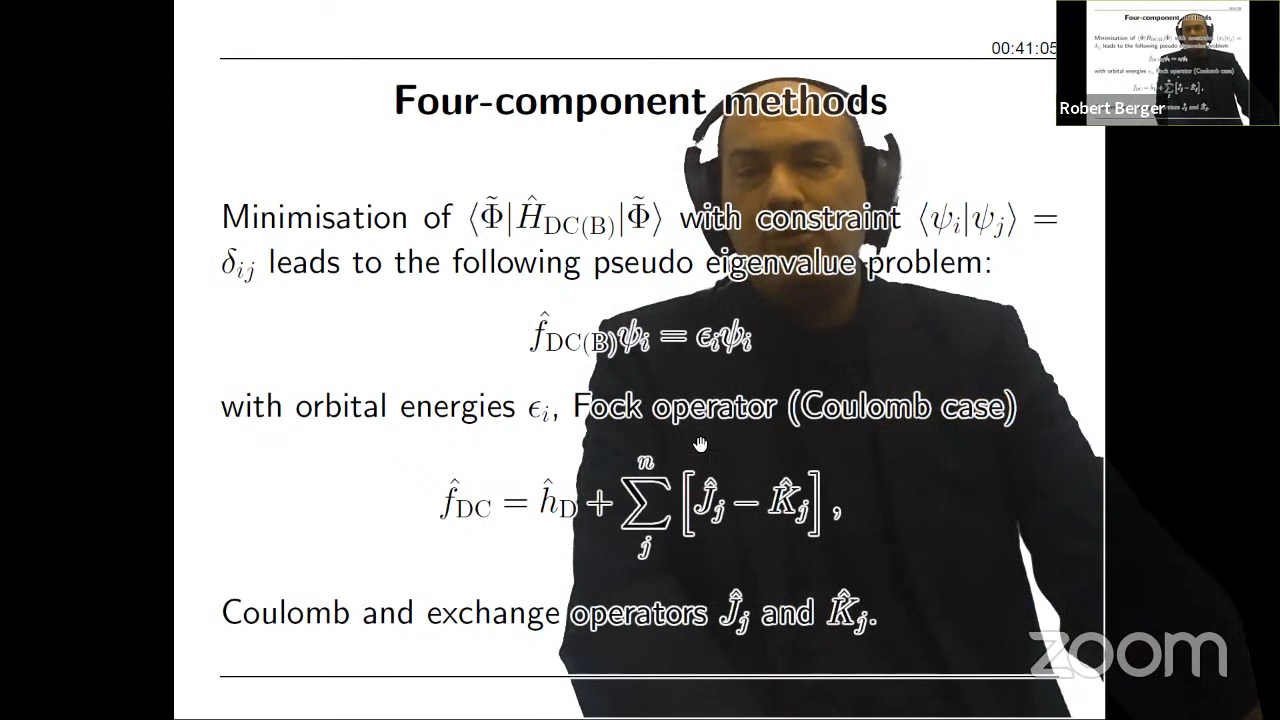 00:41:05
Four-component methods
Minimisation of ⟨Φ̃|Ĥ_DC(B)|Φ̃⟩ with constraint ⟨ψ_i|ψ_j⟩ =
δ_ij leads to the following pseudo eigenvalue problem:
f̂_DC(B)ψ_i = ϵ_iψ_i
with orbital energies ϵ_i, Fock operator (Coulomb case)
f̂_DC = ĥ_D + ∑_j^n [Ĵ_j − K̂_j] ,
Coulomb and exchange operators Ĵ_j and K̂_j.
Robert Berger
zoom